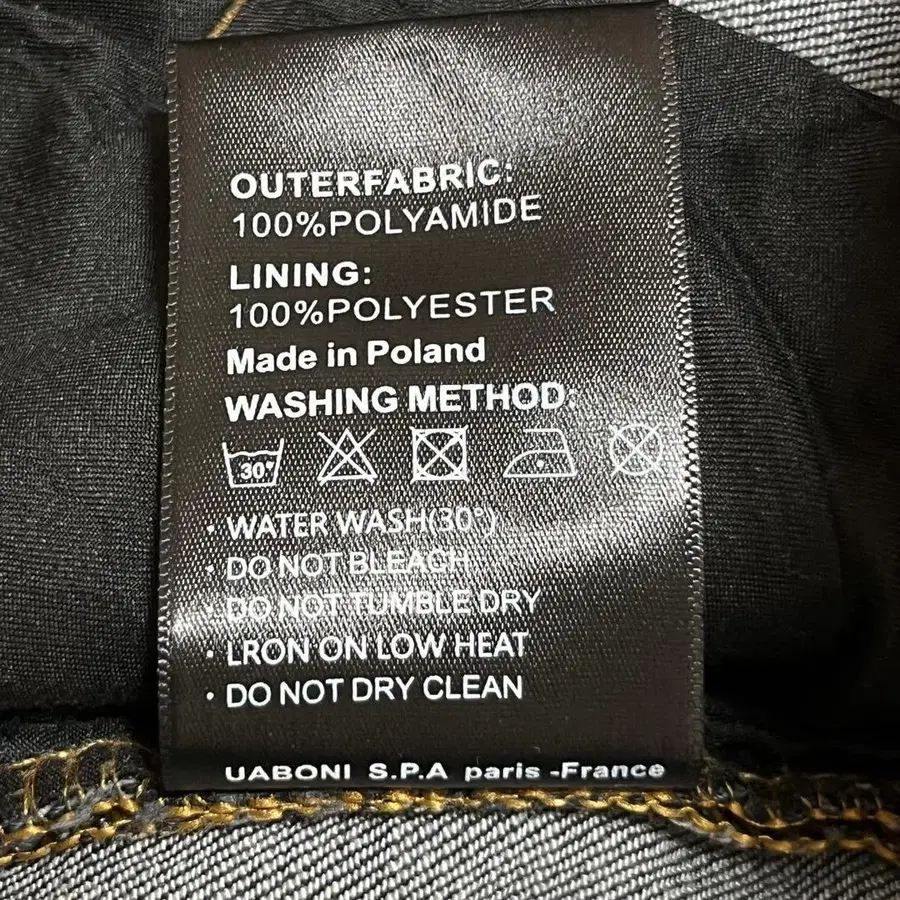 OUTERFABRIC:
100%POLYAMIDE
LINING:
100%POLYESTER
Made in Poland
WASHING METHOD:
30°
• WATER WASH(30°)
• DO NOT BLEACH
• DO NOT TUMBLE DRY
• LRON ON LOW HEAT
• DO NOT DRY CLEAN
UABONI S.P.A paris -France